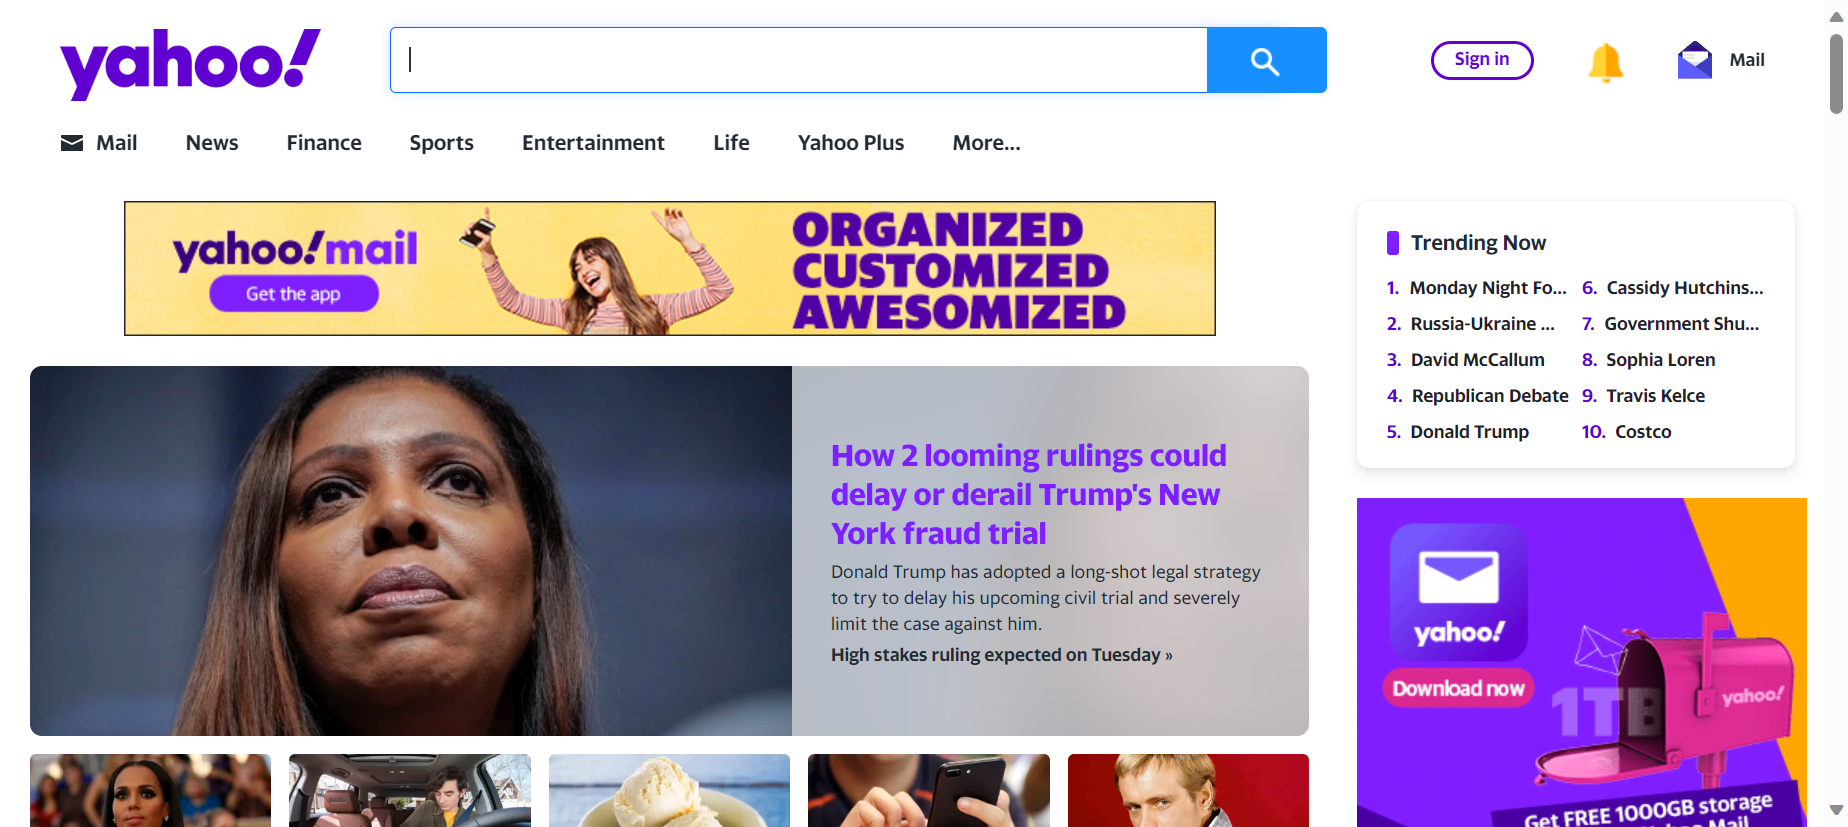 yahoo!
Sign in
Mail
Mail
News
Finance
Sports
Entertainment
Life
Yahoo Plus
More...
yahoo!mail
Get the app
ORGANIZED
CUSTOMIZED
AWESOMIZED
How 2 looming rulings could
delay or derail Trump's New
York fraud trial
Donald Trump has adopted a long-shot legal strategy
to try to delay his upcoming civil trial and severely
limit the case against him.
High stakes ruling expected on Tuesday »
Trending Now
1. Monday Night Fo...
2. Russia-Ukraine ...
3. David McCallum
4. Republican Debate
5. Donald Trump
6. Cassidy Hutchins...
7. Government Shu...
8. Sophia Loren
9. Travis Kelce
10. Costco
yahoo!
Download now
1TB
yahoo!
Get FREE 1000GB storage
Mail